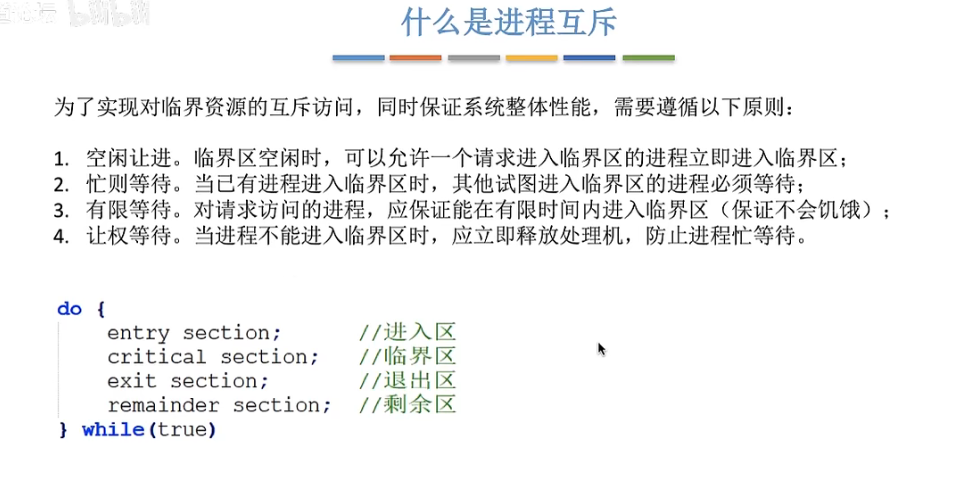 bilibili
什么是进程互斥
为了实现对临界资源的互斥访问，同时保证系统整体性能，需要遵循以下原则：
1. 空闲让进。临界区空闲时，可以允许一个请求进入临界区的进程立即进入临界区；
2. 忙则等待。当已有进程进入临界区时，其他试图进入临界区的进程必须等待；
3. 有限等待。对请求访问的进程，应保证能在有限时间内进入临界区（保证不会饥饿）；
4. 让权等待。当进程不能进入临界区时，应立即释放处理机，防止进程忙等待。
do {
entry section; //进入区
critical section; //临界区
exit section; //退出区
remainder section; //剩余区
} while(true)